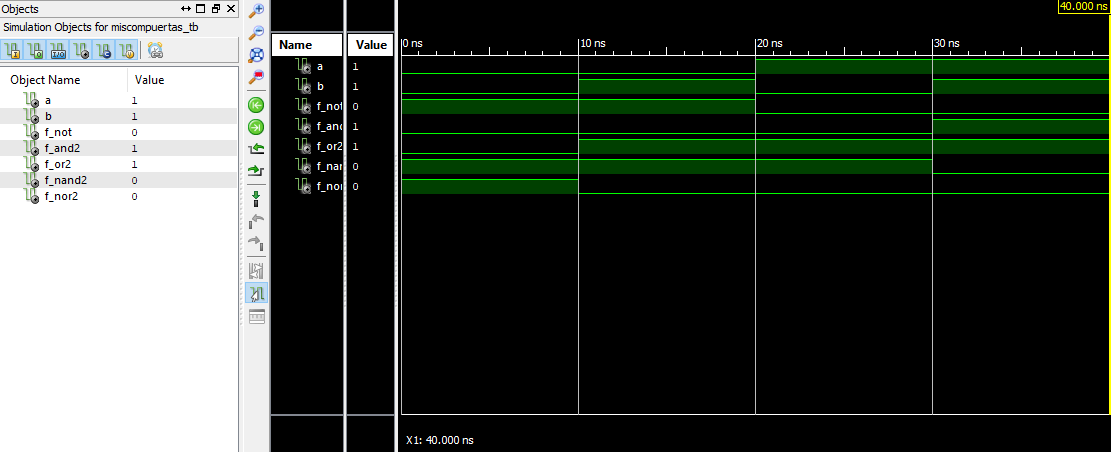 Objects
Simulation Objects for miscompuertas_tb
Object Name Value
a 1
b 1
f_not 0
f_and2 1
f_or2 1
f_nand2 0
f_nor2 0
40.000 ns
Name Value 0 ns 10 ns 20 ns 30 ns
a 1
b 1
f_not 0
f_and 1
f_or2 1
f_nar 0
f_nor 0
X1: 40.000 ns